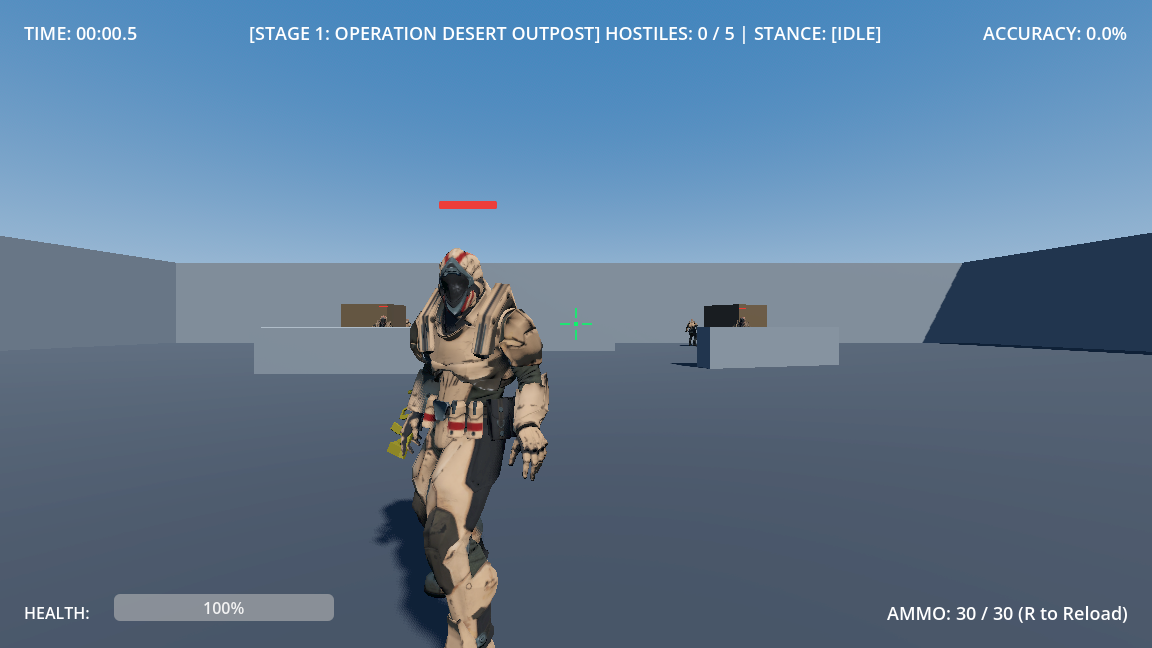 TIME: 00:00.5
[STAGE 1: OPERATION DESERT OUTPOST] HOSTILES: 0 / 5 | STANCE: [IDLE]
ACCURACY: 0.0%
HEALTH:
100%
AMMO: 30 / 30 (R to Reload)